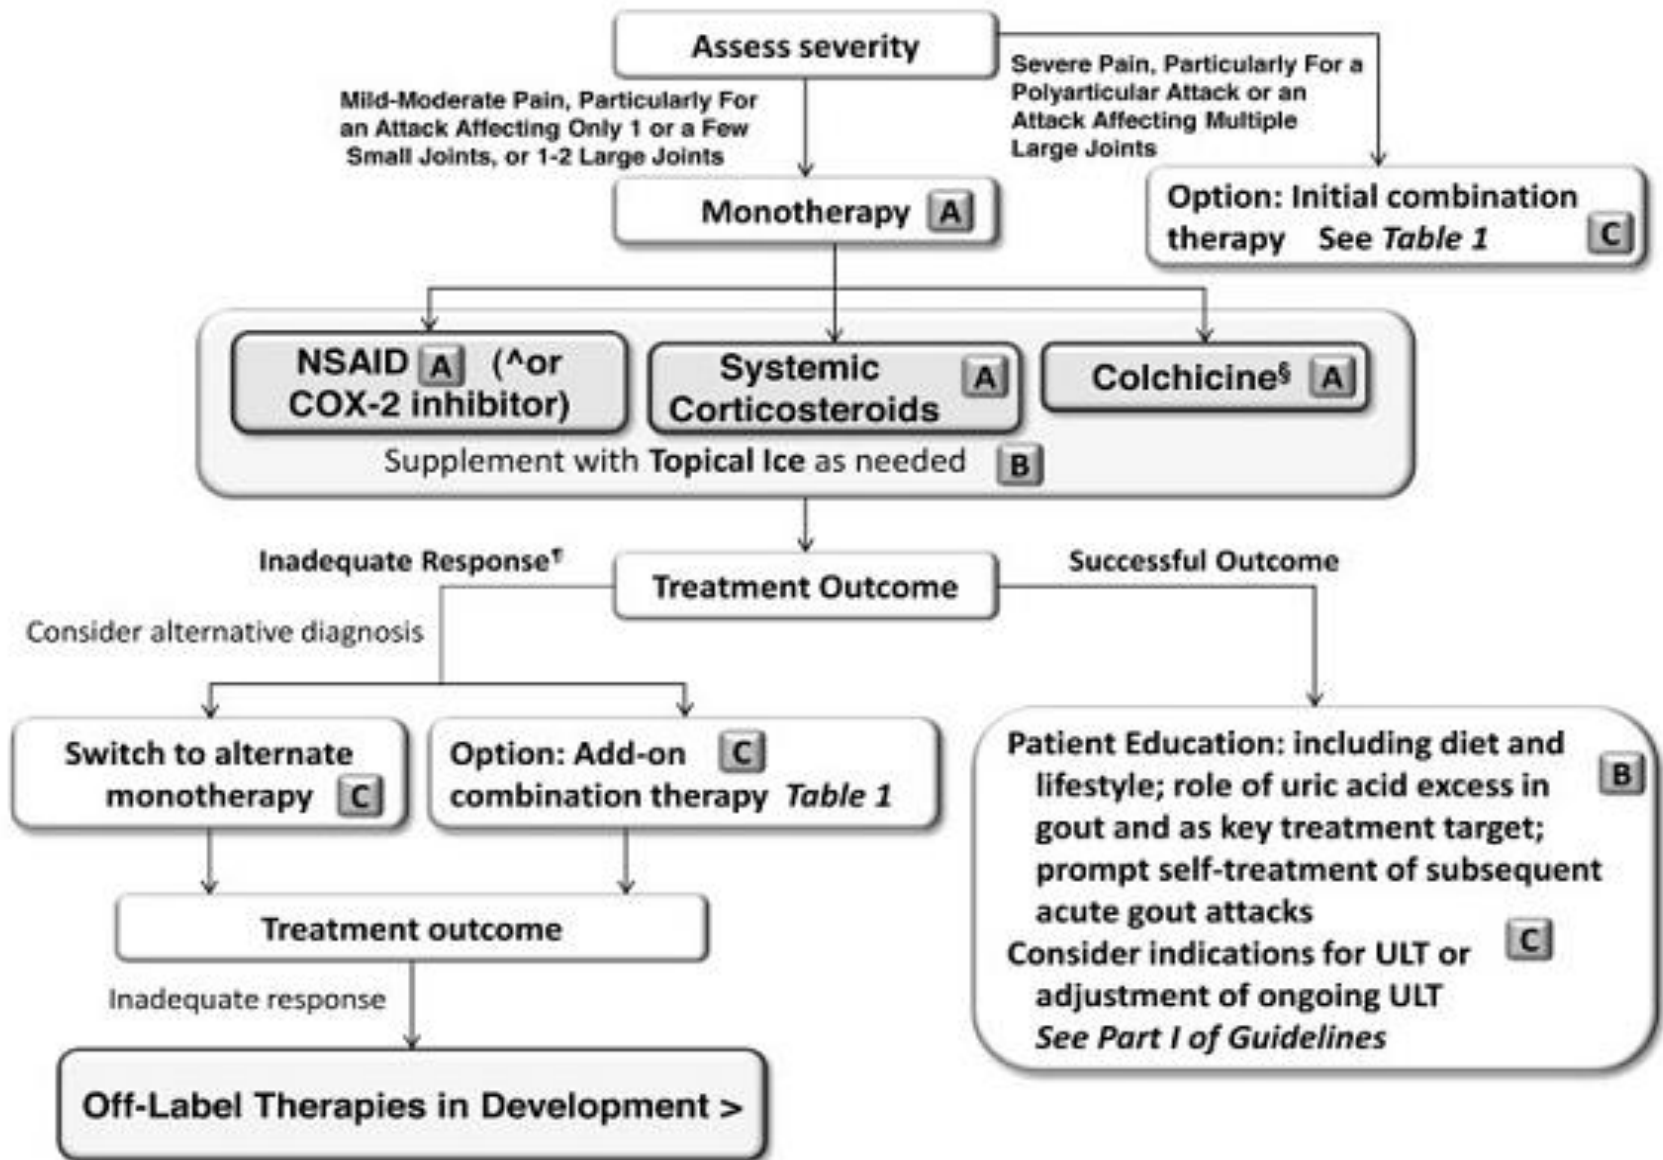 Assess severity
Mild-Moderate Pain, Particularly For
an Attack Affecting Only 1 or a Few
Small Joints, or 1-2 Large Joints
Severe Pain, Particularly For a
Polyarticular Attack or an
Attack Affecting Multiple
Large Joints
Monotherapy A
Option: Initial combination
therapy See Table 1 C
NSAID A (^or
COX-2 inhibitor)
Systemic A
Corticosteroids
Colchicine§ A
Supplement with Topical Ice as needed B
Inadequate Response¶
Treatment Outcome
Successful Outcome
Consider alternative diagnosis
Switch to alternate
monotherapy C
Option: Add-on C
combination therapy Table 1
Patient Education: including diet and
lifestyle; role of uric acid excess in B
gout and as key treatment target;
prompt self-treatment of subsequent
acute gout attacks
Consider indications for ULT or C
adjustment of ongoing ULT
See Part I of Guidelines
Treatment outcome
Inadequate response
Off-Label Therapies in Development >